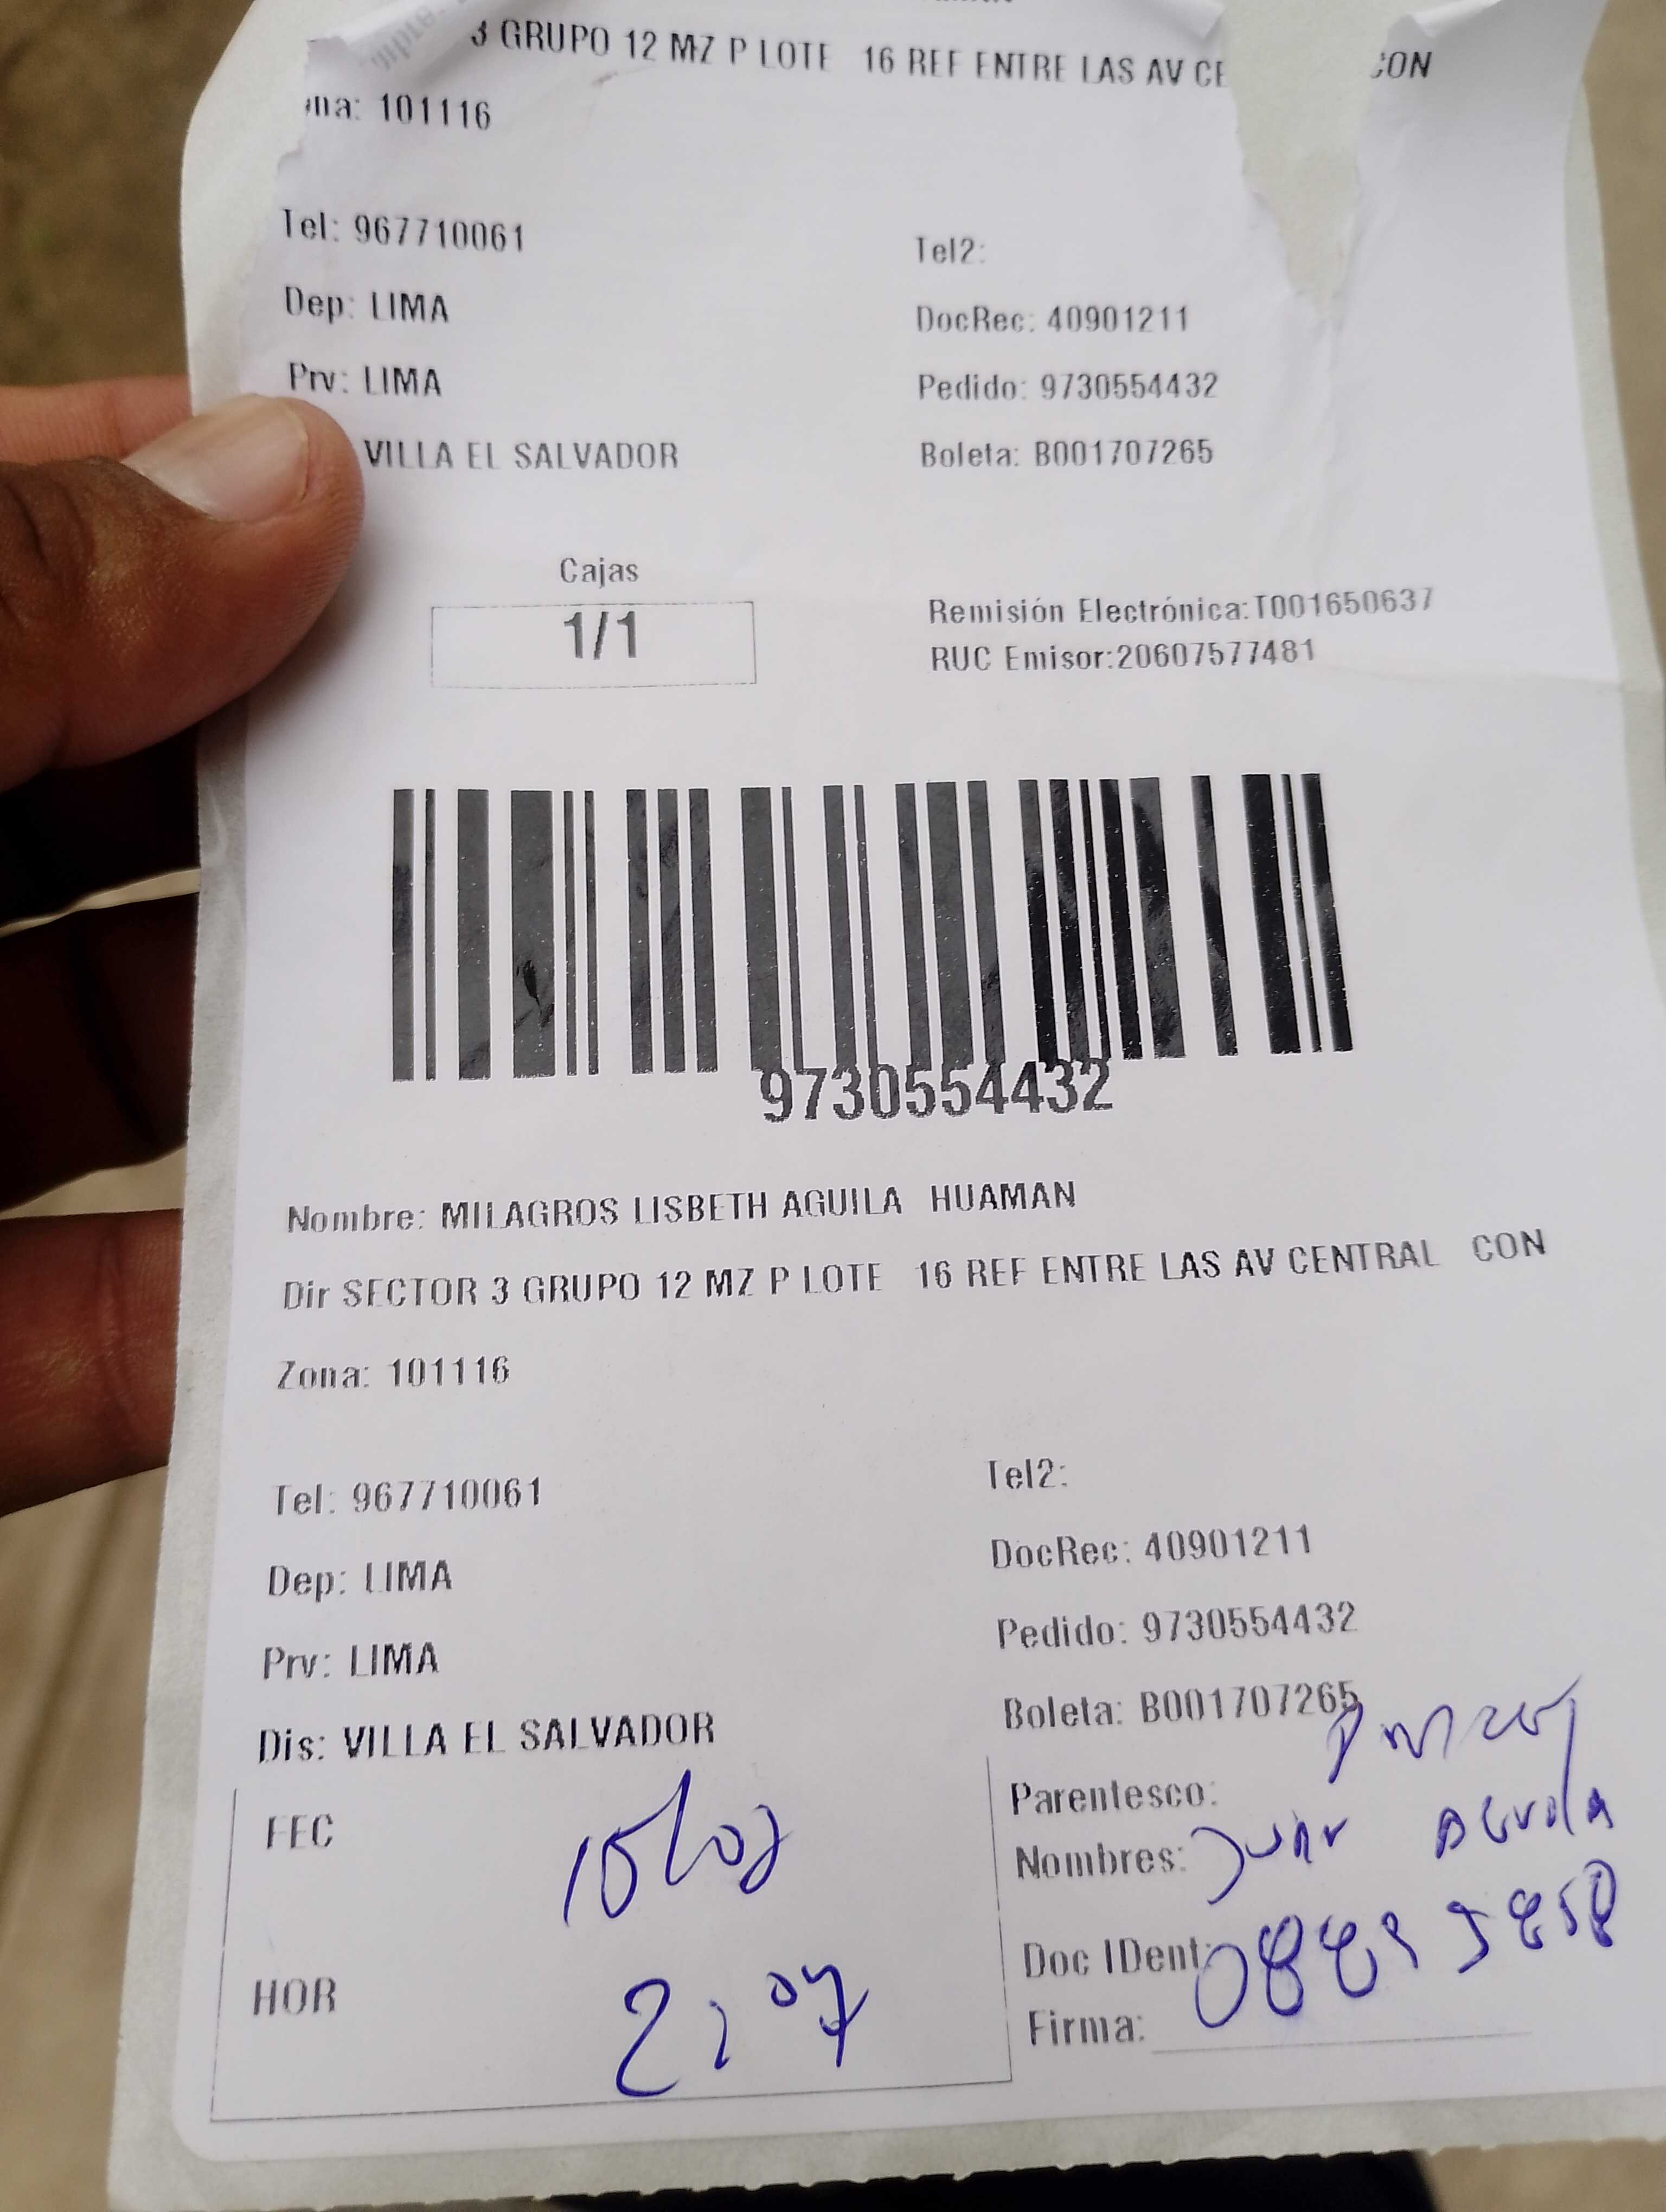 3 GRUPO 12 MZ P LOTE 16 REF ENTRE LAS AV CE CON
na: 101116
Tel: 967710061
Tel2:
Dep: LIMA
DocRec: 40901211
Prv: LIMA
Pedido: 9730554432
VILLA EL SALVADOR
Boleta: B001707265
Cajas
1/1
Remisión Electrónica:T001650637
RUC Emisor:20607577481
9730554432
Nombre: MILAGROS LISBETH AGUILA HUAMAN
Dir SECTOR 3 GRUPO 12 MZ P LOTE 16 REF ENTRE LAS AV CENTRAL CON
Zona: 101116
Tel: 967710061
Tel2:
Dep: LIMA
DocRec: 40901211
Prv: LIMA
Pedido: 9730554432
Dis: VILLA EL SALVADOR
Boleta: B001707265
FEC
Parentesco:
Nombres: Juan Aguila
HOR 2:07
Doc IDent:
Firma: